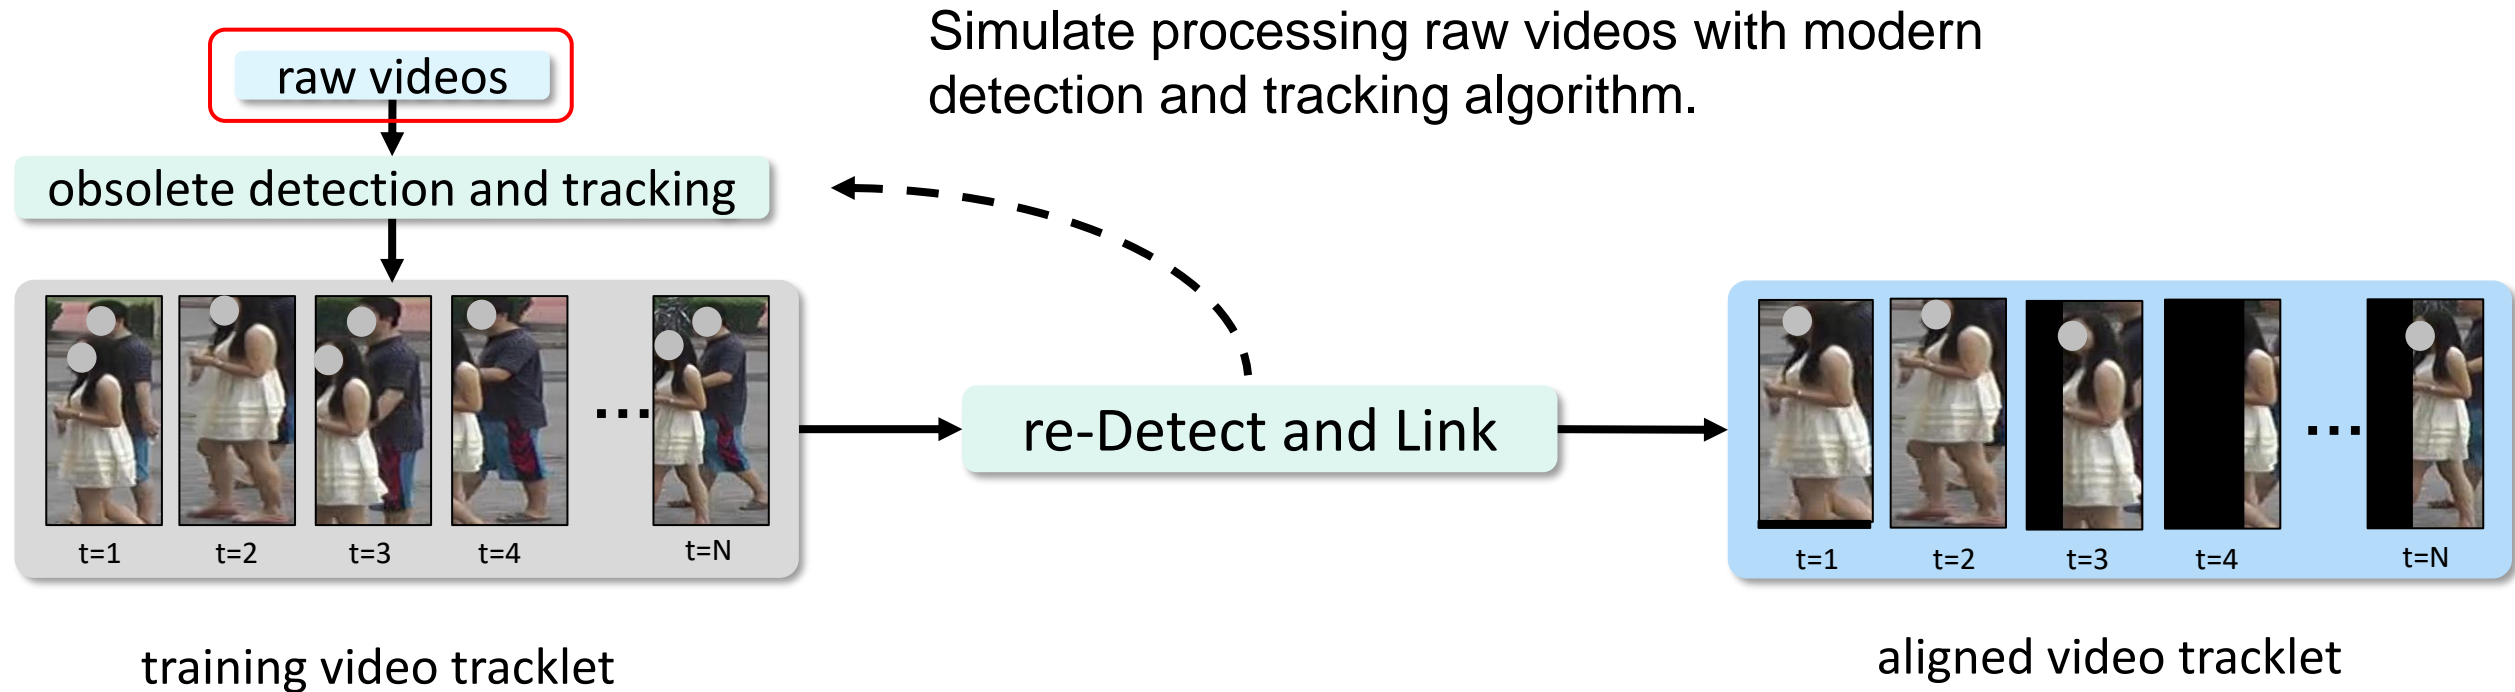 Simulate processing raw videos with modern
detection and tracking algorithm.
raw videos
obsolete detection and tracking
...
t=1 t=2 t=3 t=4 t=N
training video tracklet
re-Detect and Link
...
t=1 t=2 t=3 t=4 t=N
aligned video tracklet